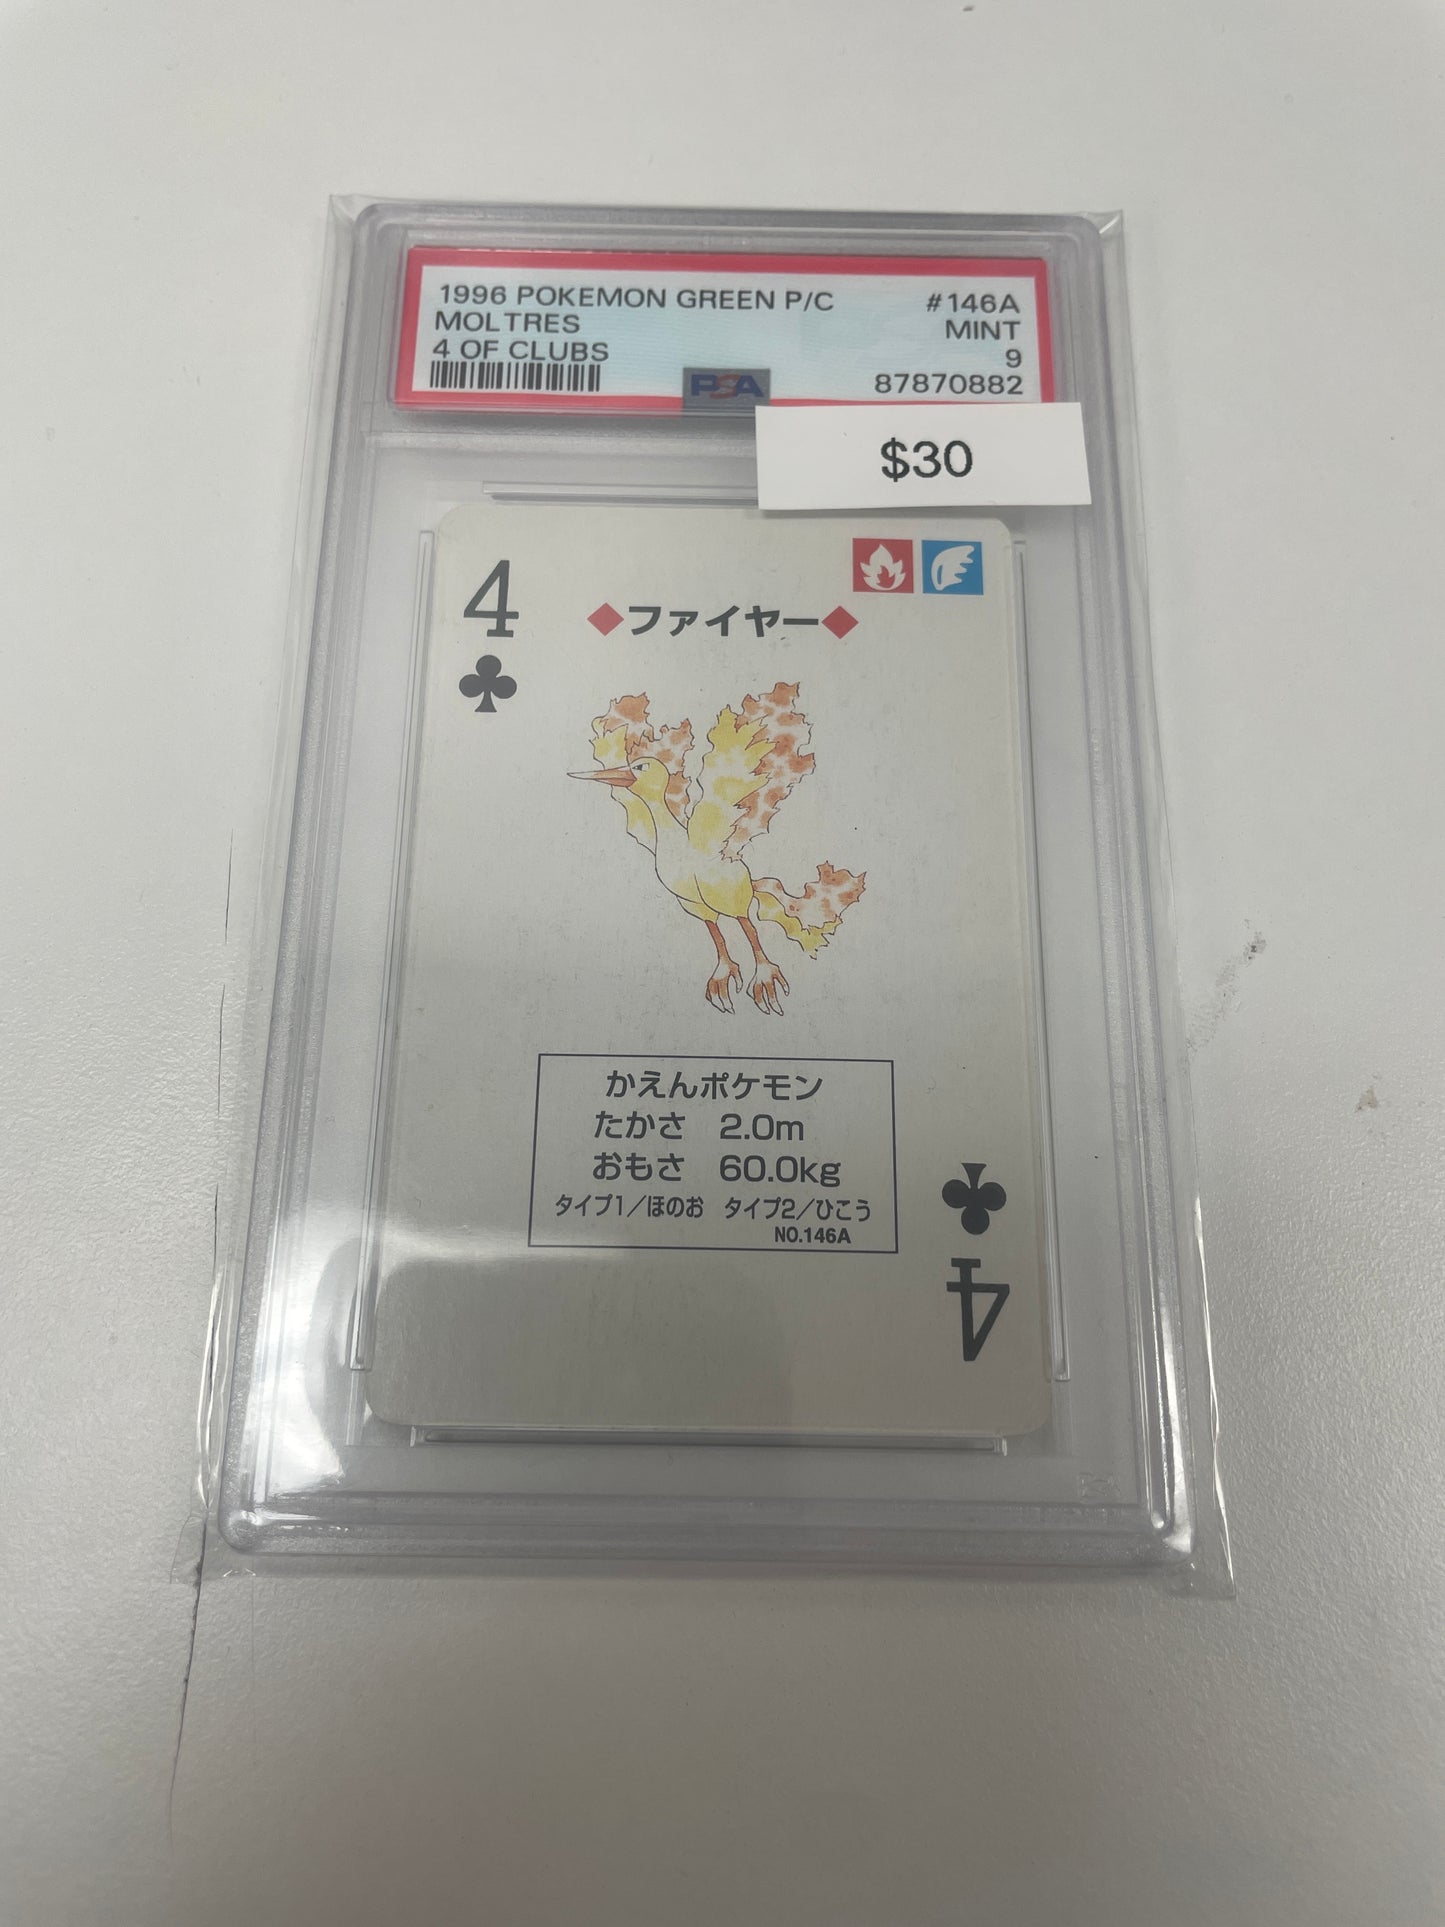 1996 POKEMON GREEN P/C #146A
MOLTRES MINT
4 OF CLUBS 9
PSA 87870882
$30
4
◆ファイヤー◆
かえんポケモン
たかさ 2.0m
おもさ 60.0kg
タイプ1/ほのお タイプ2/ひこう
NO.146A
4